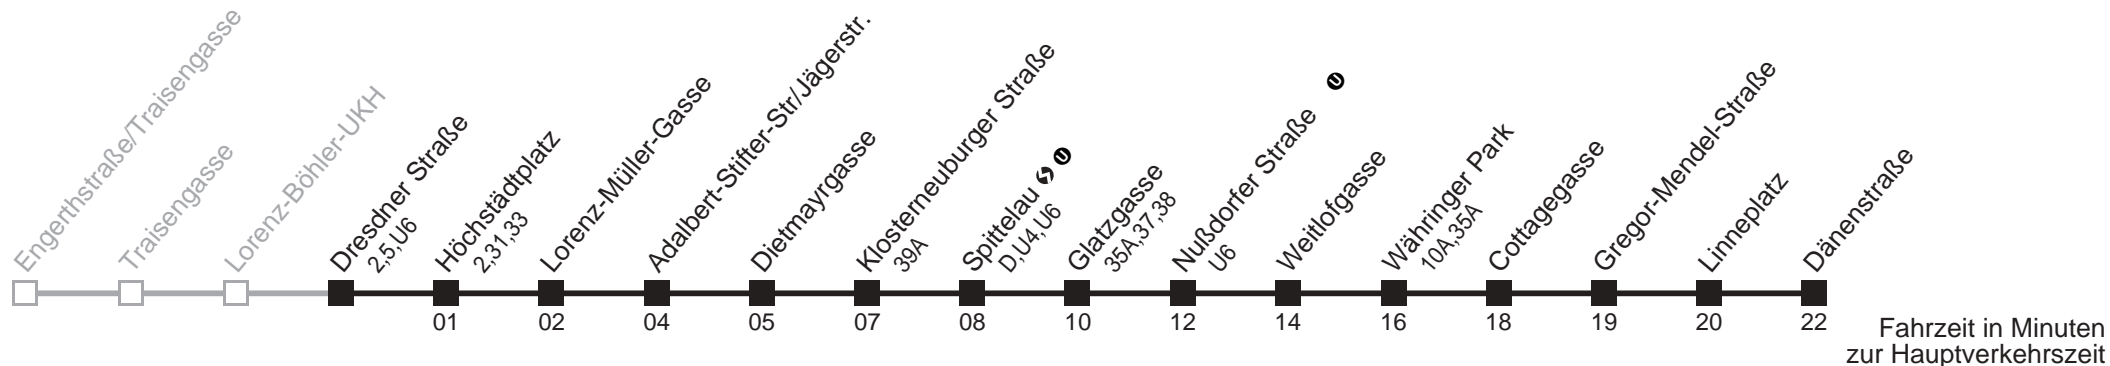 Engerthstraße/Traisengasse
Traisengasse
Lorenz-Böhler-UKH
Dresdner Straße
2,5,U6
Höchstädtplatz
2,31,33
Lorenz-Müller-Gasse
Adalbert-Stifter-Str/Jägerstr.
Dietmayrgasse
Klosterneuburger Straße
39A
Spittelau
D,U4,U6
Glatzgasse
35A,37,38
Nußdorfer Straße
U6
Weitlofgasse
Währinger Park
10A,35A
Cottagegasse
Gregor-Mendel-Straße
Linneplatz
Dänenstraße
01 02 04 05 07 08 10 12 14 16 18 19 20 22
Fahrzeit in Minuten
zur Hauptverkehrszeit